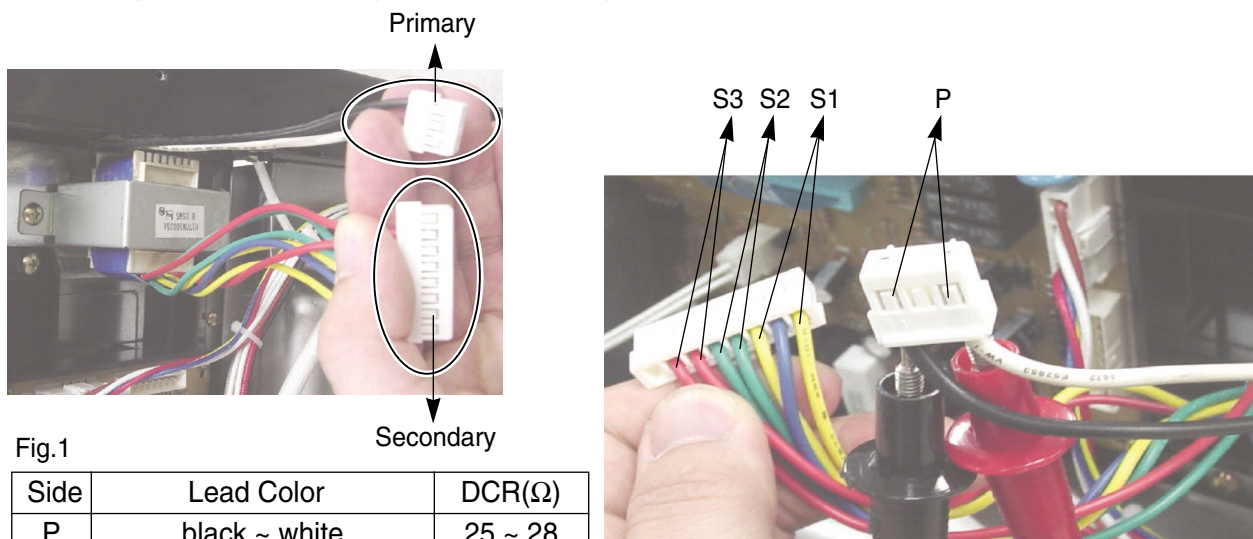 Primary
S3 S2 S1 P
Secondary
Fig.1
Side Lead Color DCR(Ω)
P black ~ white 25 ~ 28